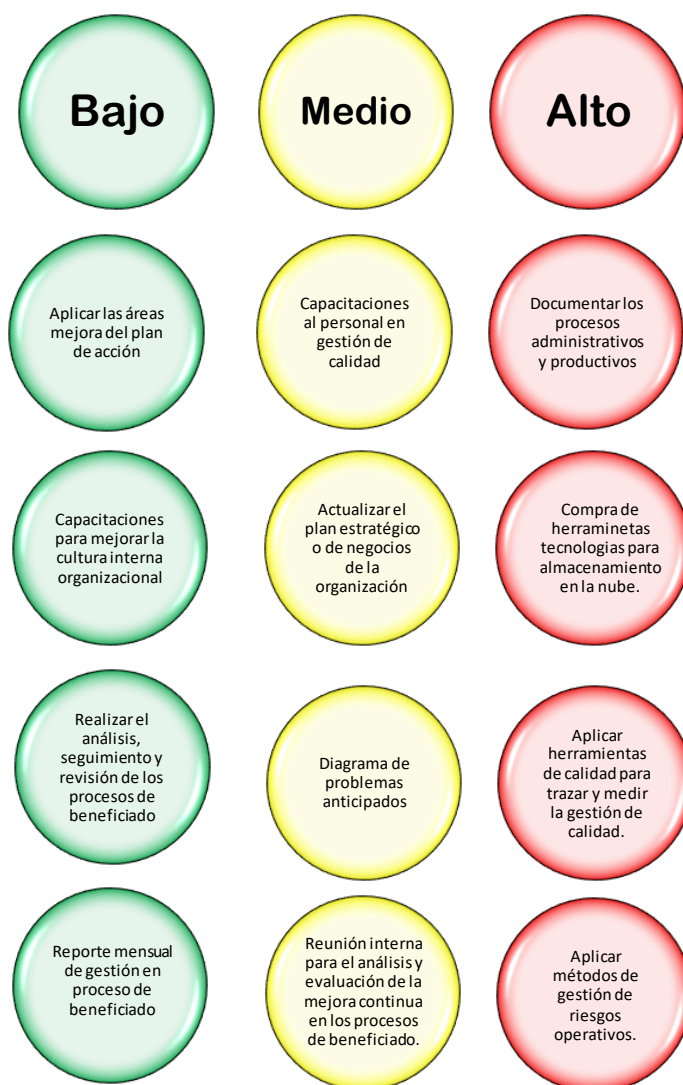 Bajo
Medio
Alto
Aplicar las áreas
mejora del plan
de acción
Capacitaciones
al personal en
gestión de
calidad
Documentar los
procesos
administrativos
y productivos
Capacitaciones
para mejorar la
cultura interna
organizacional
Actualizar el
plan estratégico
o de negocios
de la
organización
Compra de
herraminetas
tecnologias para
almacenamiento
en la nube.
Realizar el
análisis,
seguimiento y
revisión de los
procesos de
beneficiado
Diagrama de
problemas
anticipados
Aplicar
herramientas
de calidad para
trazar y medir
la gestión de
calidad.
Reporte mensual
de gestión en
proceso de
beneficiado
Reunión interna
para el análisis y
evaluación de la
mejora continua
en los procesos
de beneficiado.
Aplicar
métodos de
gestión de
riesgos
operativos.